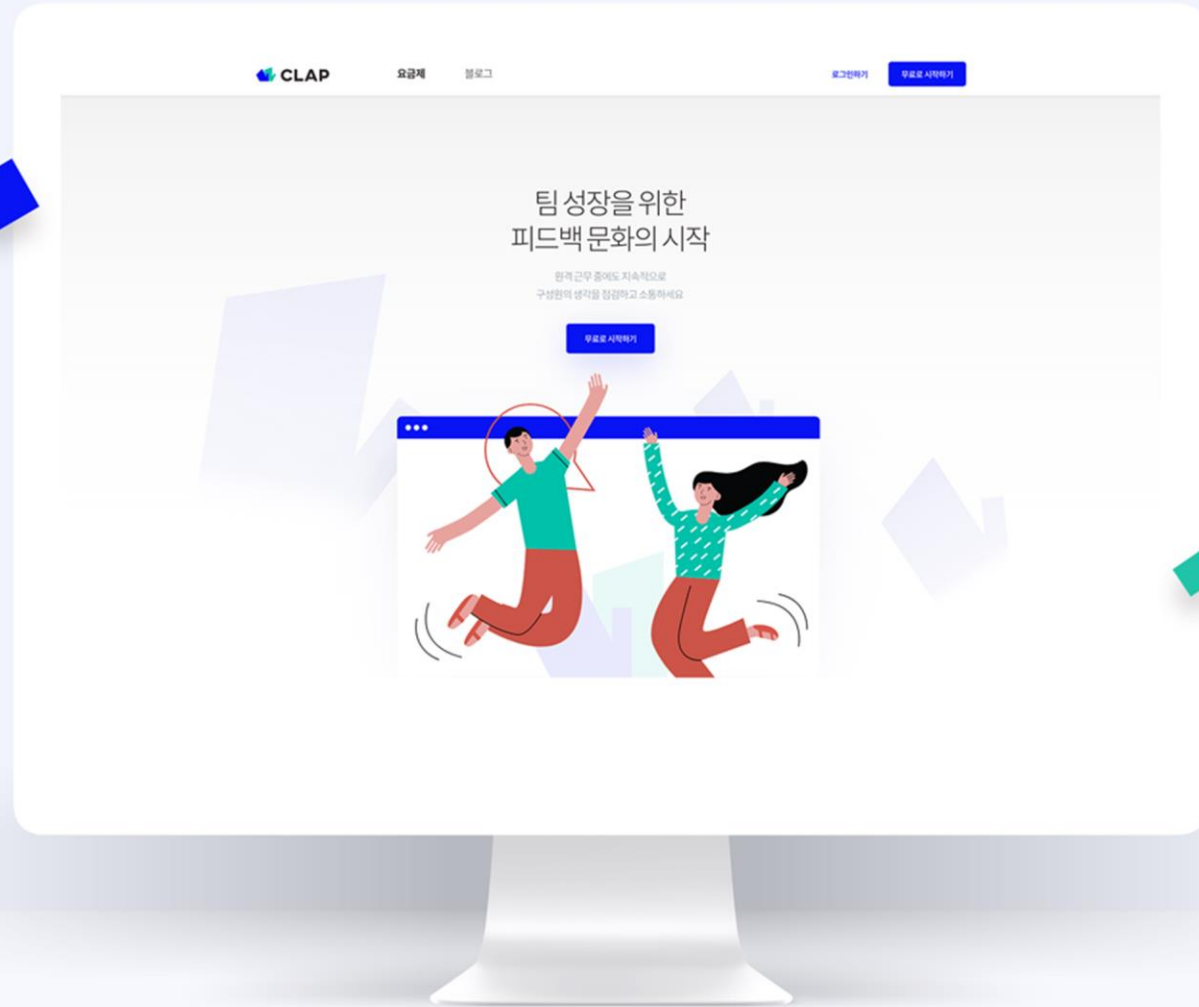 CLAP 요금제 블로그 로그인하기 무료로 시작하기
팀 성장을 위한
피드백 문화의 시작
원격 근무 중에도 지속적으로
구성원의 생각을 점검하고 소통하세요
무료로 시작하기